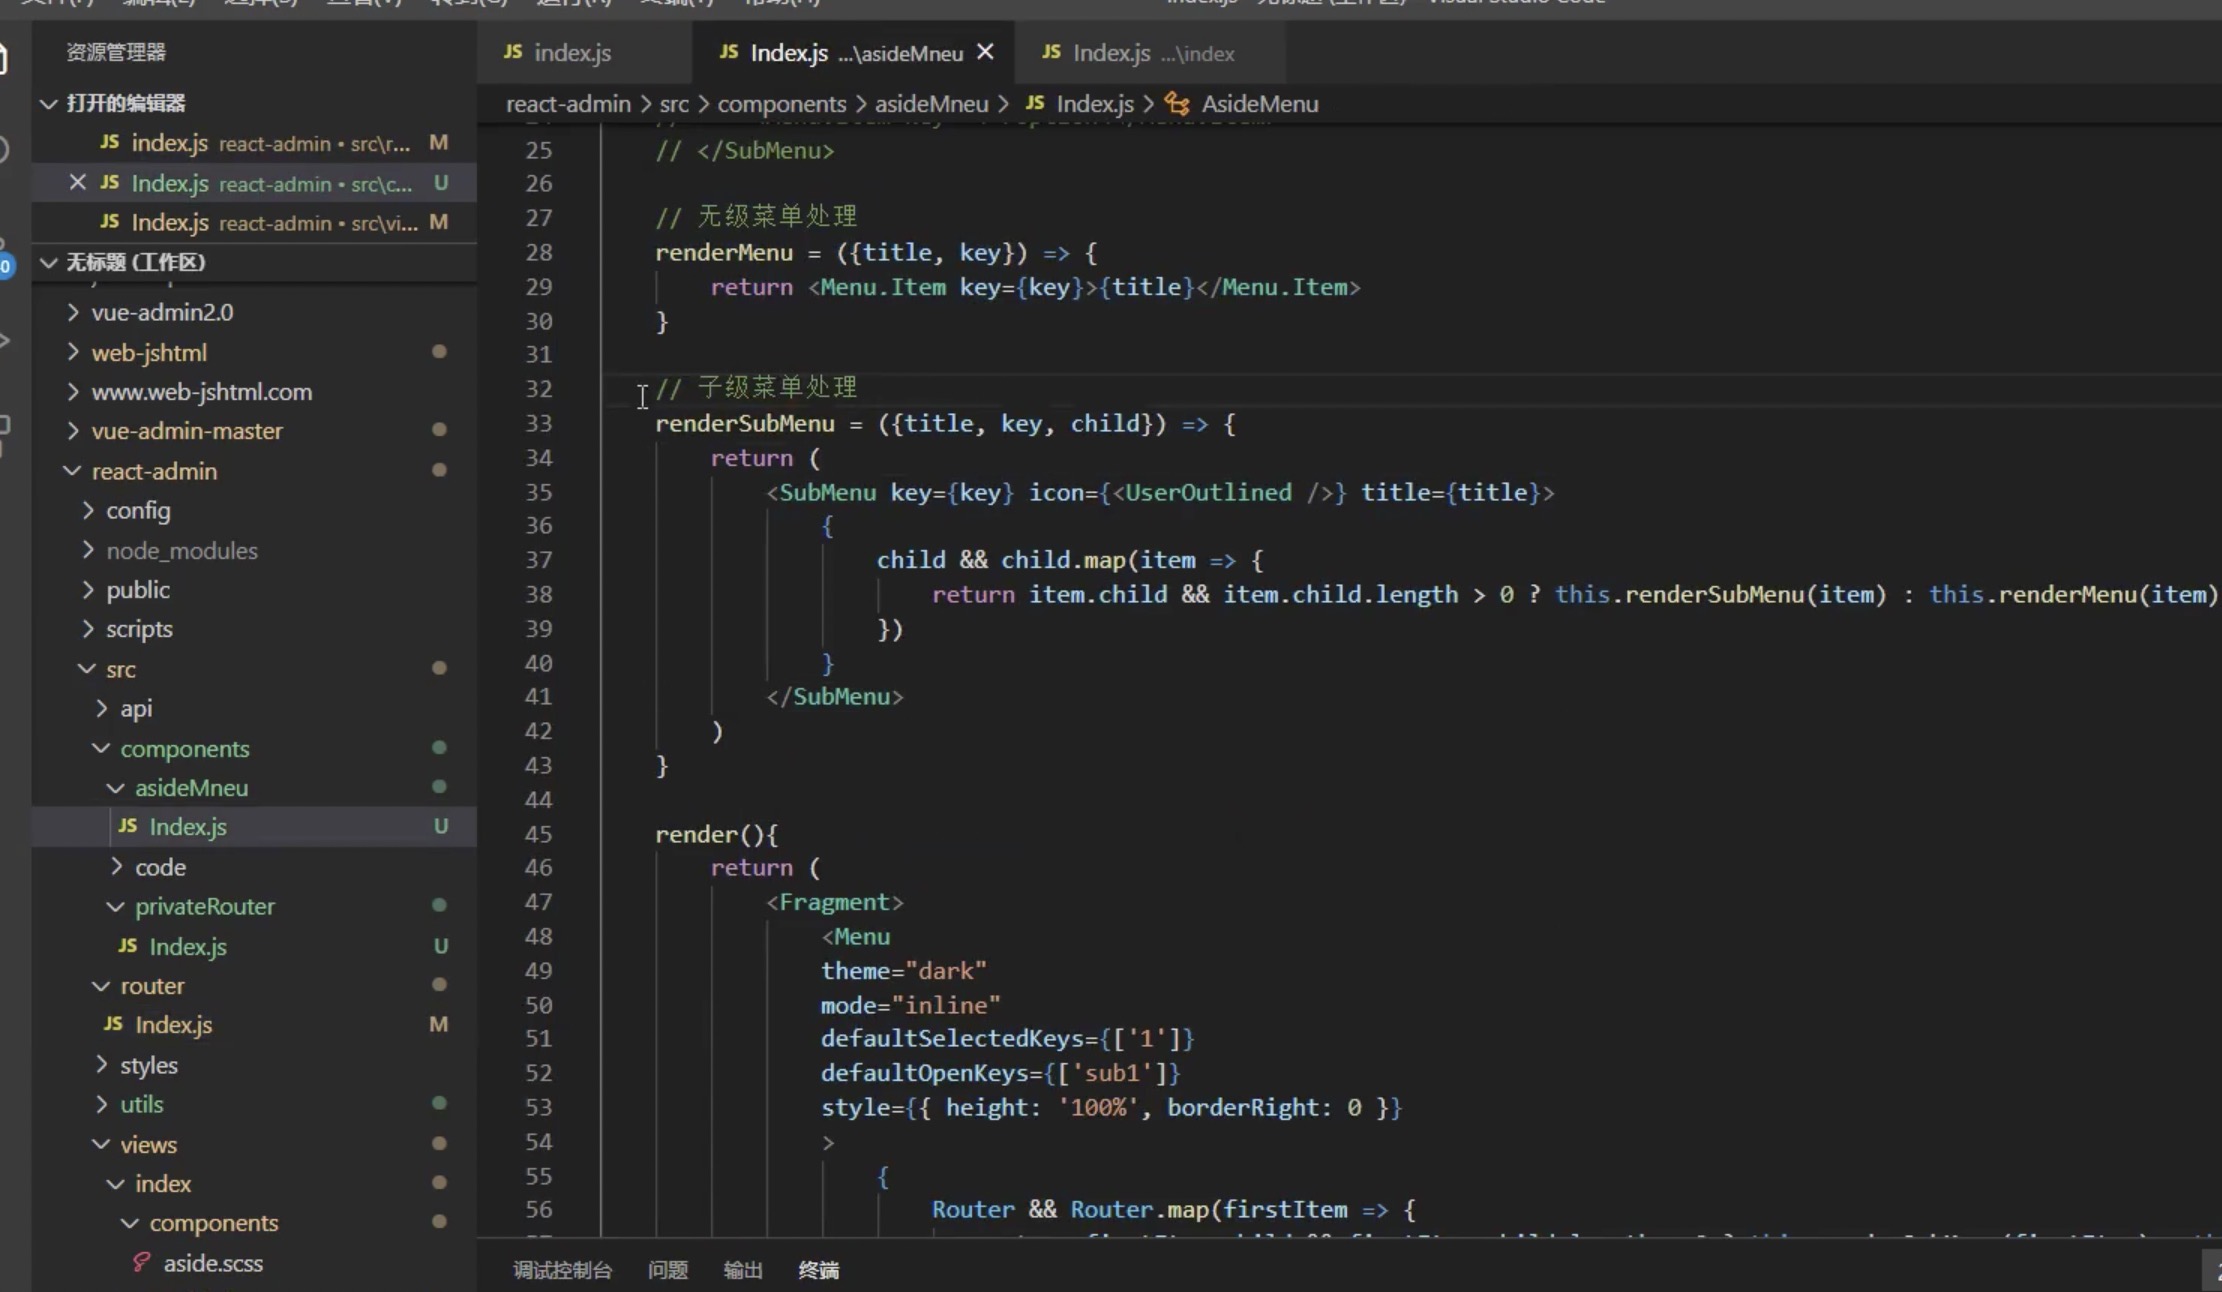 资源管理器
打开的编辑器
JS index.js react-admin • src\r... M
JS Index.js react-admin • src\c... U
JS Index.js react-admin • src\vi... M
无标题 (工作区)
vue-admin2.0
web-jshtml
www.web-jshtml.com
vue-admin-master
react-admin
config
node_modules
public
scripts
src
api
components
asideMneu
JS Index.js U
code
privateRouter
JS Index.js U
router
JS Index.js M
styles
utils
views
index
components
aside.scss
JS index.js
JS Index.js ...\asideMneu
JS Index.js ...\index
react-admin > src > components > asideMneu > JS Index.js > AsideMenu
25 // </SubMenu>
26
27 // 无级菜单处理
28 renderMenu = ({title, key}) => {
29 return <Menu.Item key={key}>{title}</Menu.Item>
30 }
31
32 // 子级菜单处理
33 renderSubMenu = ({title, key, child}) => {
34 return (
35 <SubMenu key={key} icon={<UserOutlined />} title={title}>
36 {
37 child && child.map(item => {
38 return item.child && item.child.length > 0 ? this.renderSubMenu(item) : this.renderMenu(item)
39 })
40 }
41 </SubMenu>
42 )
43 }
44
45 render(){
46 return (
47 <Fragment>
48 <Menu
49 theme="dark"
50 mode="inline"
51 defaultSelectedKeys={['1']}
52 defaultOpenKeys={['sub1']}
53 style={{ height: '100%', borderRight: 0 }}
54 >
55 {
56 Router && Router.map(firstItem => {
调试控制台 问题 输出 终端